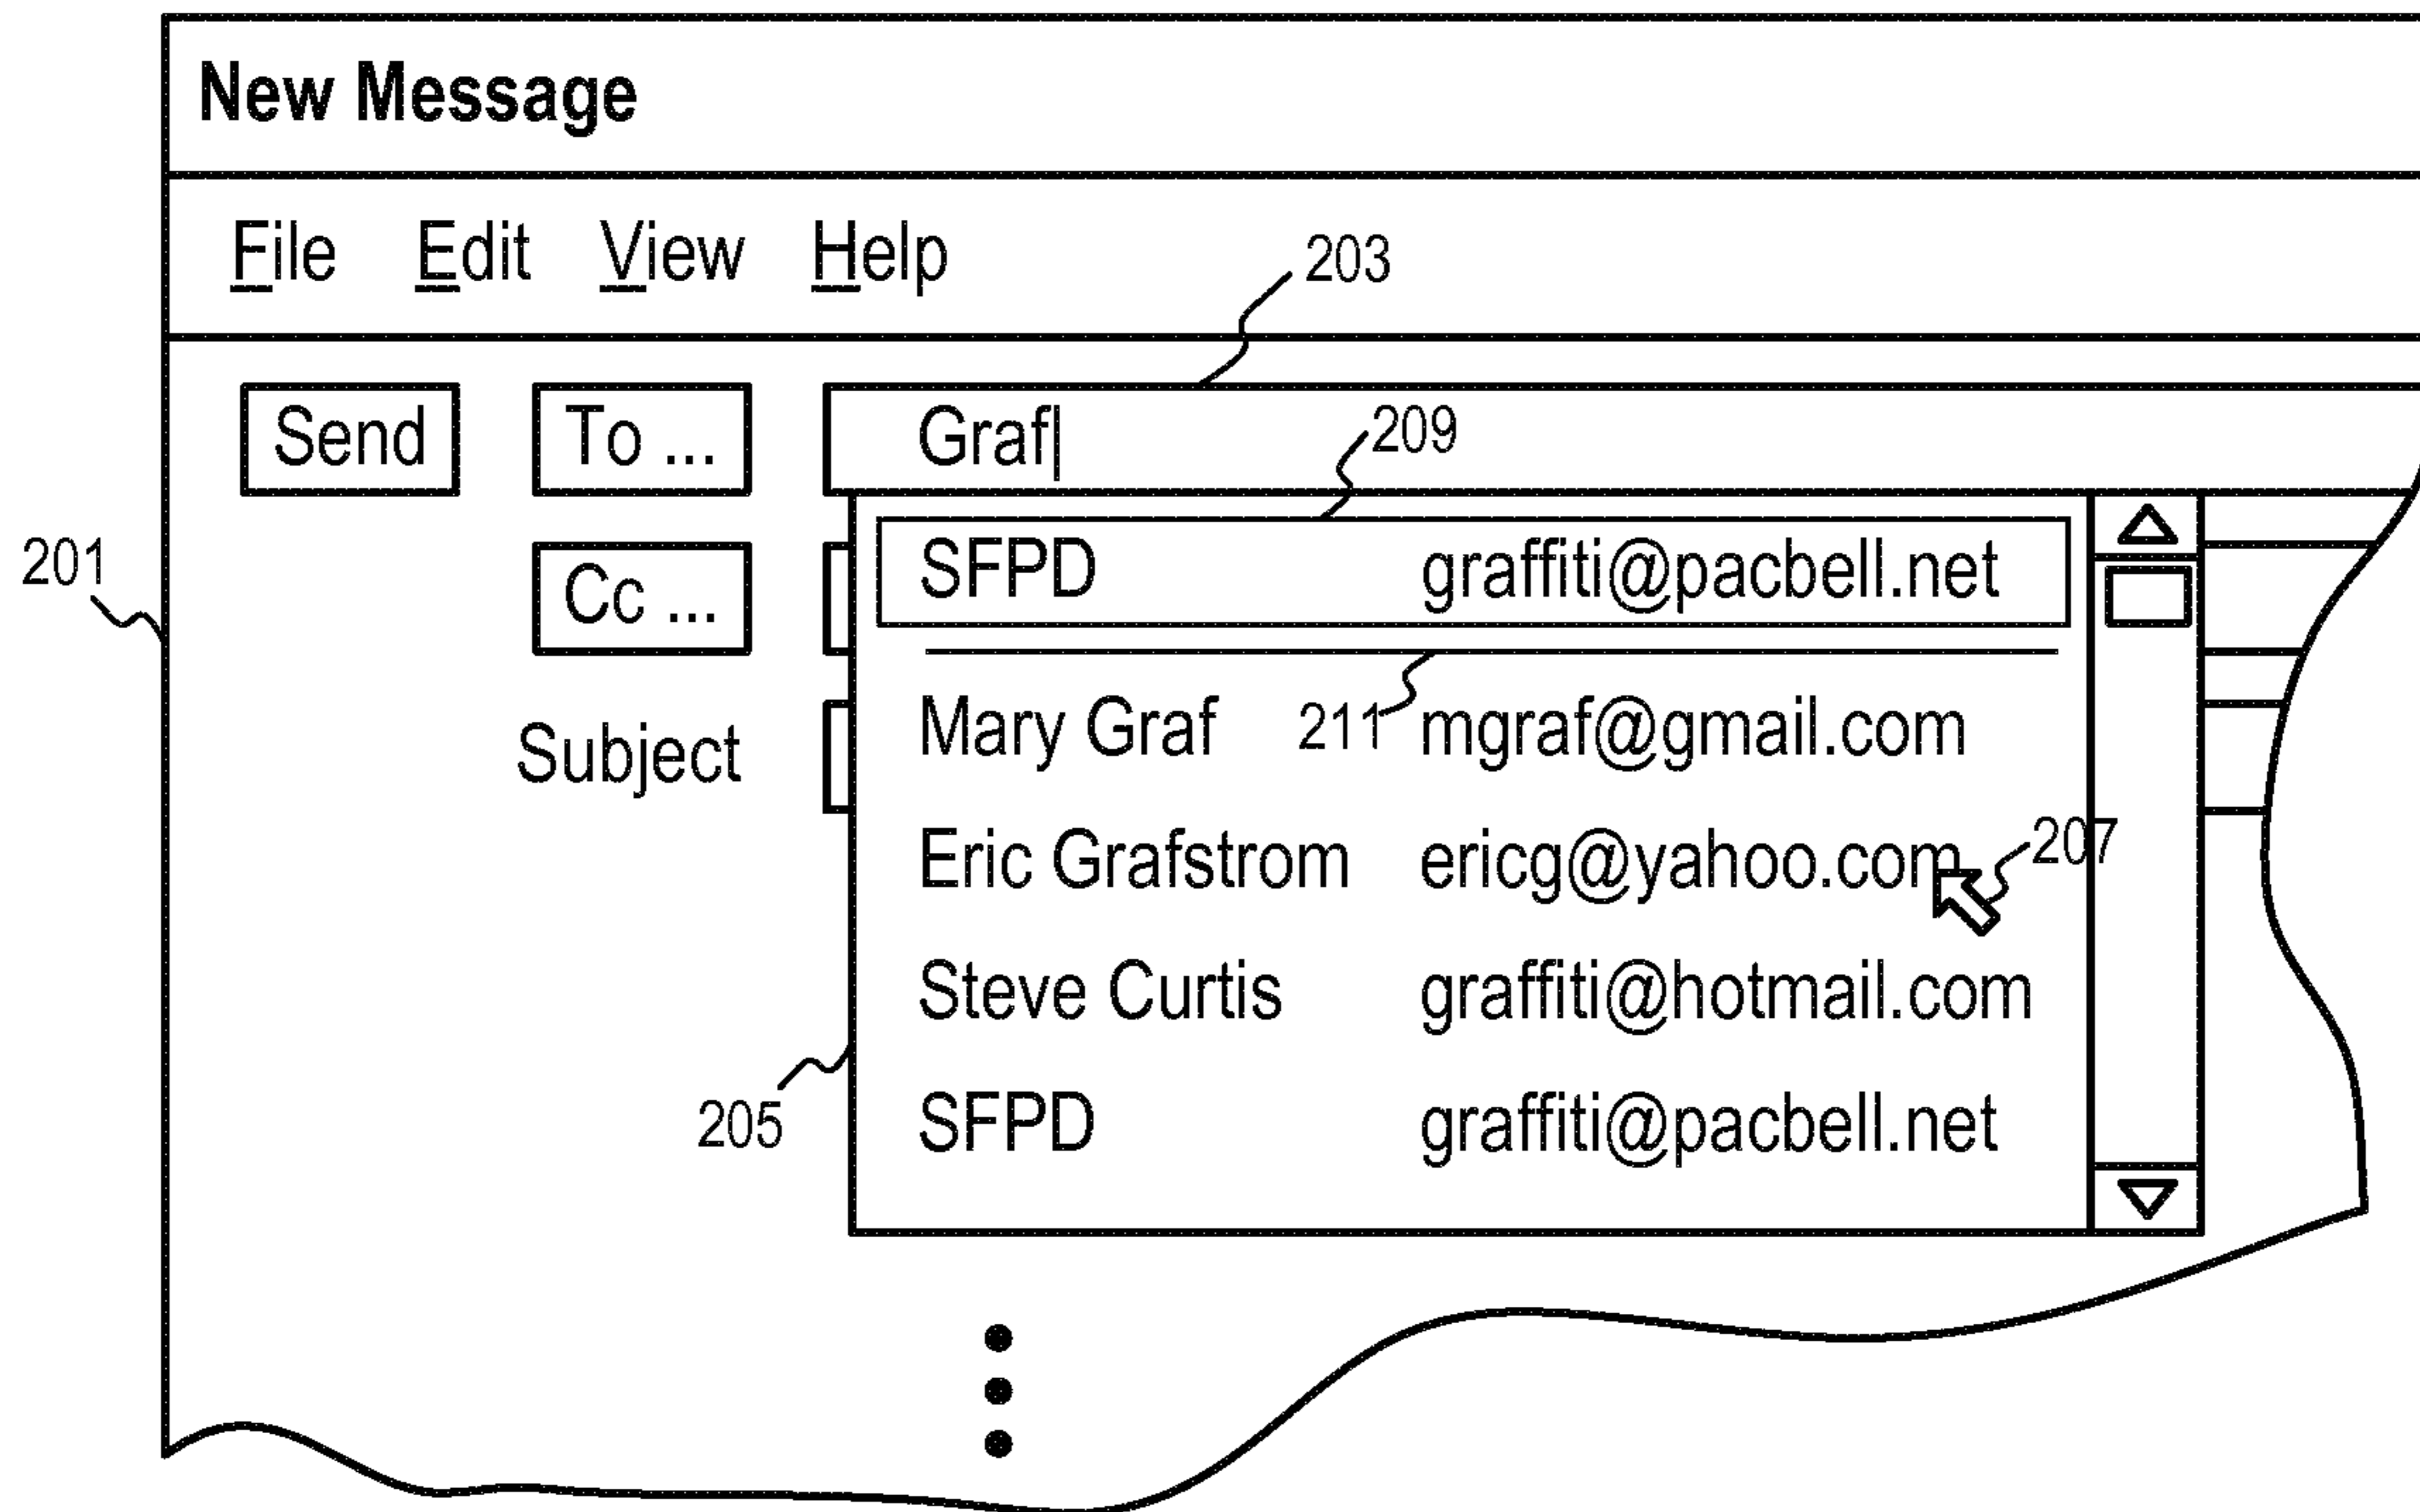 New Message
File Edit View Help
203
Send To ... Graf
209
201
Cc ... SFPD graffiti@pacbell.net
Subject Mary Graf 211 mgraf@gmail.com
Eric Grafstrom ericg@yahoo.com 207
Steve Curtis graffiti@hotmail.com
205 SFPD graffiti@pacbell.net